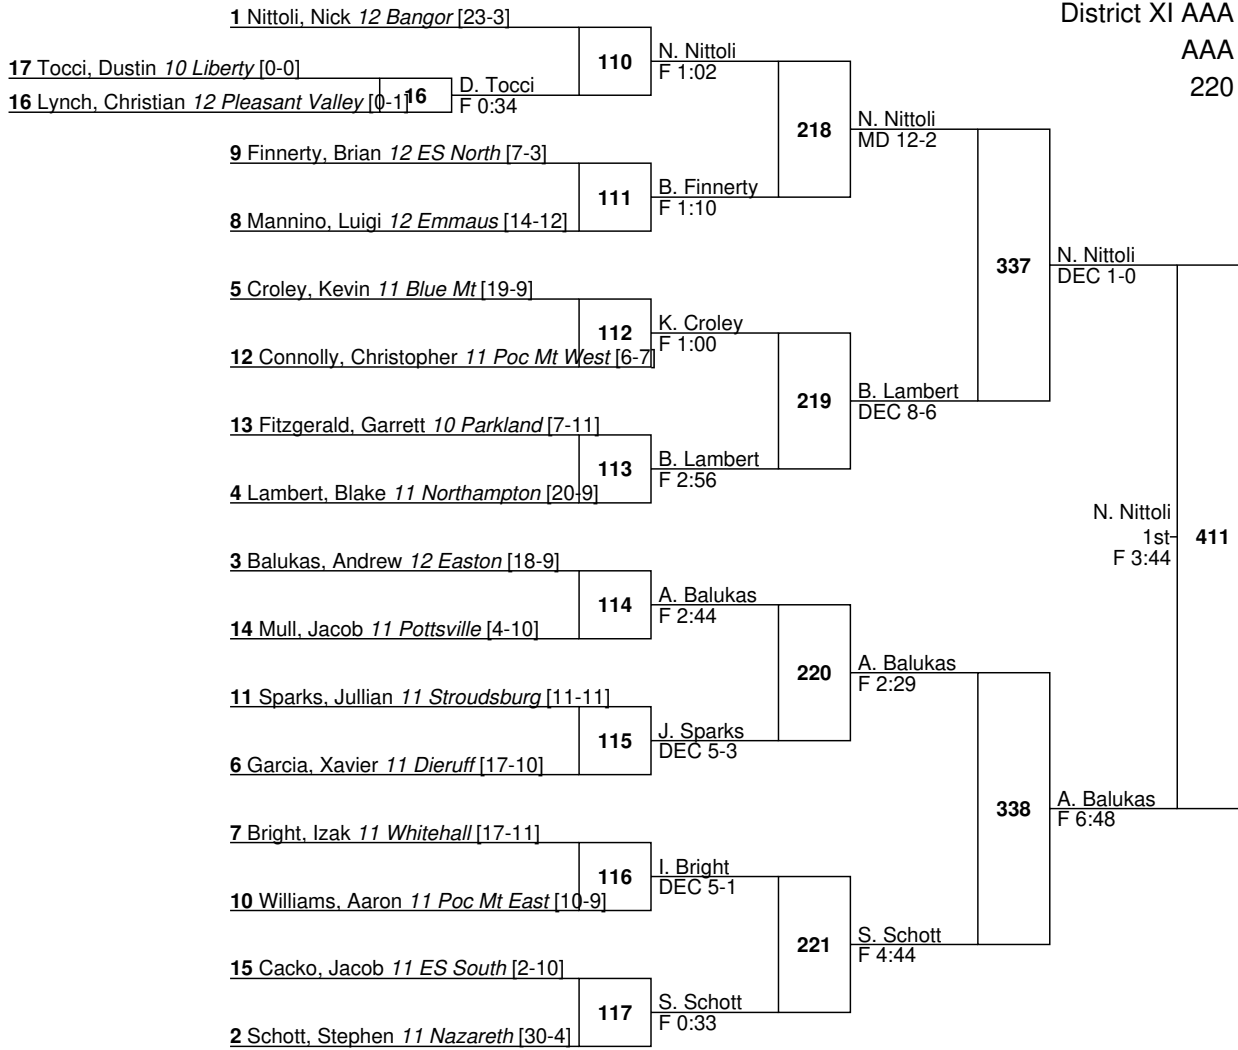 District XI AAA
AAA
220
1 Nittoli, Nick 12 Bangor [23-3]
110
N. Nittoli
F 1:02
17 Tocci, Dustin 10 Liberty [0-0]
16
D. Tocci
F 0:34
16 Lynch, Christian 12 Pleasant Valley [0-1]
218
N. Nittoli
MD 12-2
9 Finnerty, Brian 12 ES North [7-3]
111
B. Finnerty
F 1:10
8 Mannino, Luigi 12 Emmaus [14-12]
337
N. Nittoli
DEC 1-0
5 Croley, Kevin 11 Blue Mt [19-9]
112
K. Croley
F 1:00
12 Connolly, Christopher 11 Poc Mt West [6-7]
219
B. Lambert
DEC 8-6
13 Fitzgerald, Garrett 10 Parkland [7-11]
113
B. Lambert
F 2:56
4 Lambert, Blake 11 Northampton [20-9]
N. Nittoli
1st
F 3:44
411
3 Balukas, Andrew 12 Easton [18-9]
114
A. Balukas
F 2:44
14 Mull, Jacob 11 Pottsville [4-10]
220
A. Balukas
F 2:29
11 Sparks, Jullian 11 Stroudsburg [11-11]
115
J. Sparks
DEC 5-3
6 Garcia, Xavier 11 Dieruff [17-10]
338
A. Balukas
F 6:48
7 Bright, Izak 11 Whitehall [17-11]
116
I. Bright
DEC 5-1
10 Williams, Aaron 11 Poc Mt East [10-9]
221
S. Schott
F 4:44
15 Cacko, Jacob 11 ES South [2-10]
117
S. Schott
F 0:33
2 Schott, Stephen 11 Nazareth [30-4]